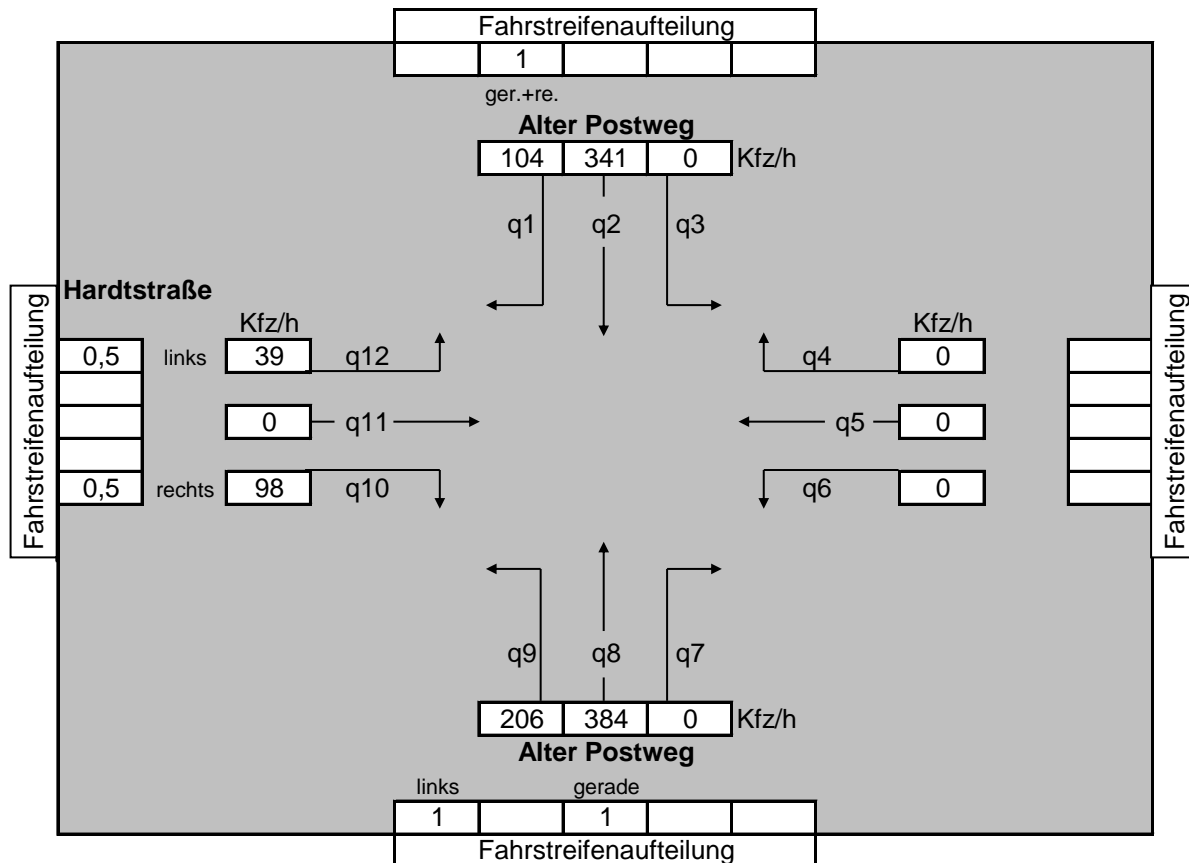 Fahrstreifenaufteilung
1
ger.+re.
Alter Postweg
104 341 0 Kfz/h
q1 q2 q3
Fahrstreifenaufteilung
Hardtstraße
Kfz/h
0,5 links 39 q12
0 q11
0,5 rechts 98 q10
Kfz/h
q4 0
q5 0
q6 0
Fahrstreifenaufteilung
q9 q8 q7
206 384 0 Kfz/h
Alter Postweg
links gerade
1 1
Fahrstreifenaufteilung